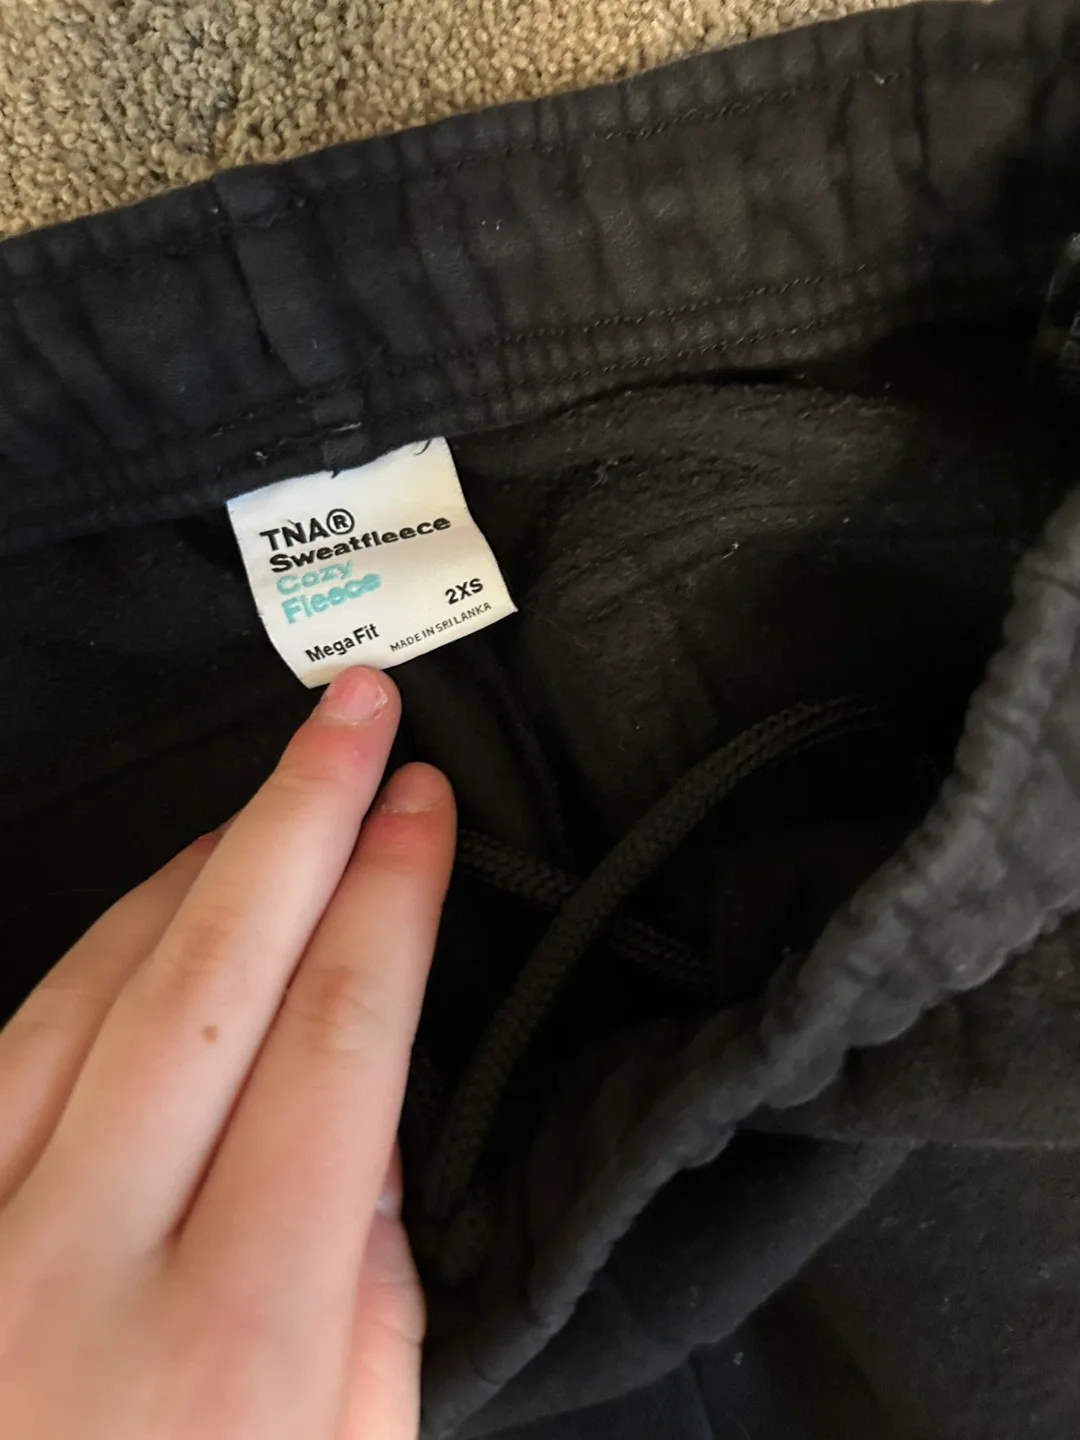 TNA®
Sweatfleece
Cozy
Fleece
2XS
Mega Fit
MADE IN SRI LANKA